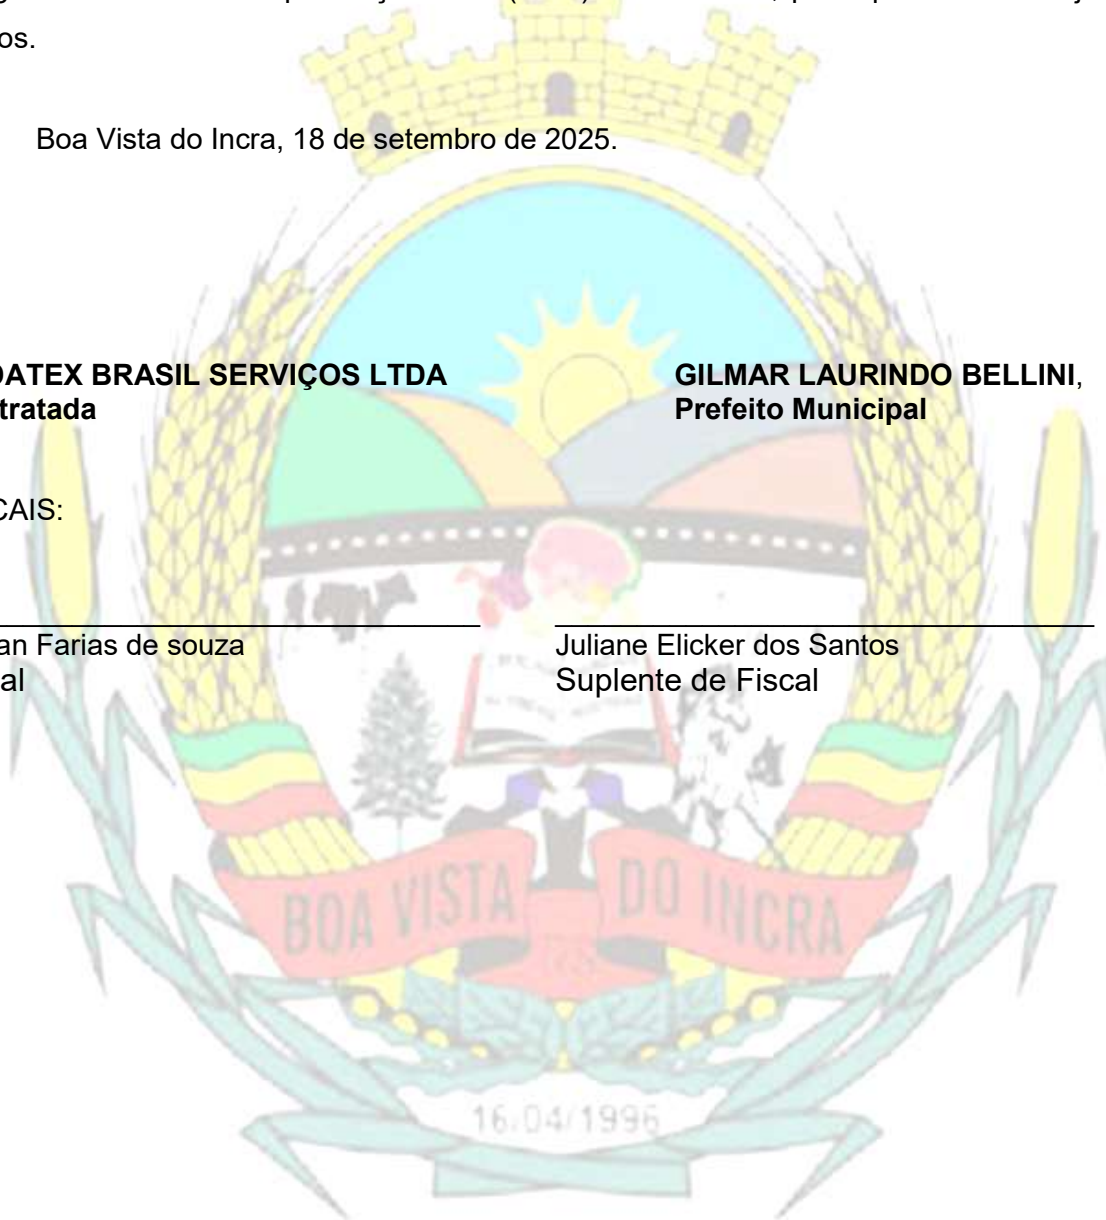 os.
Boa Vista do Incra, 18 de setembro de 2025.
DATEX BRASIL SERVIÇOS LTDA GILMAR LAURINDO BELLINI,
tratada Prefeito Municipal
CAIS:
an Farias de souza Juliane Elicker dos Santos
al Suplente de Fiscal
BOA VISTA DO INCRA
16/04/1996